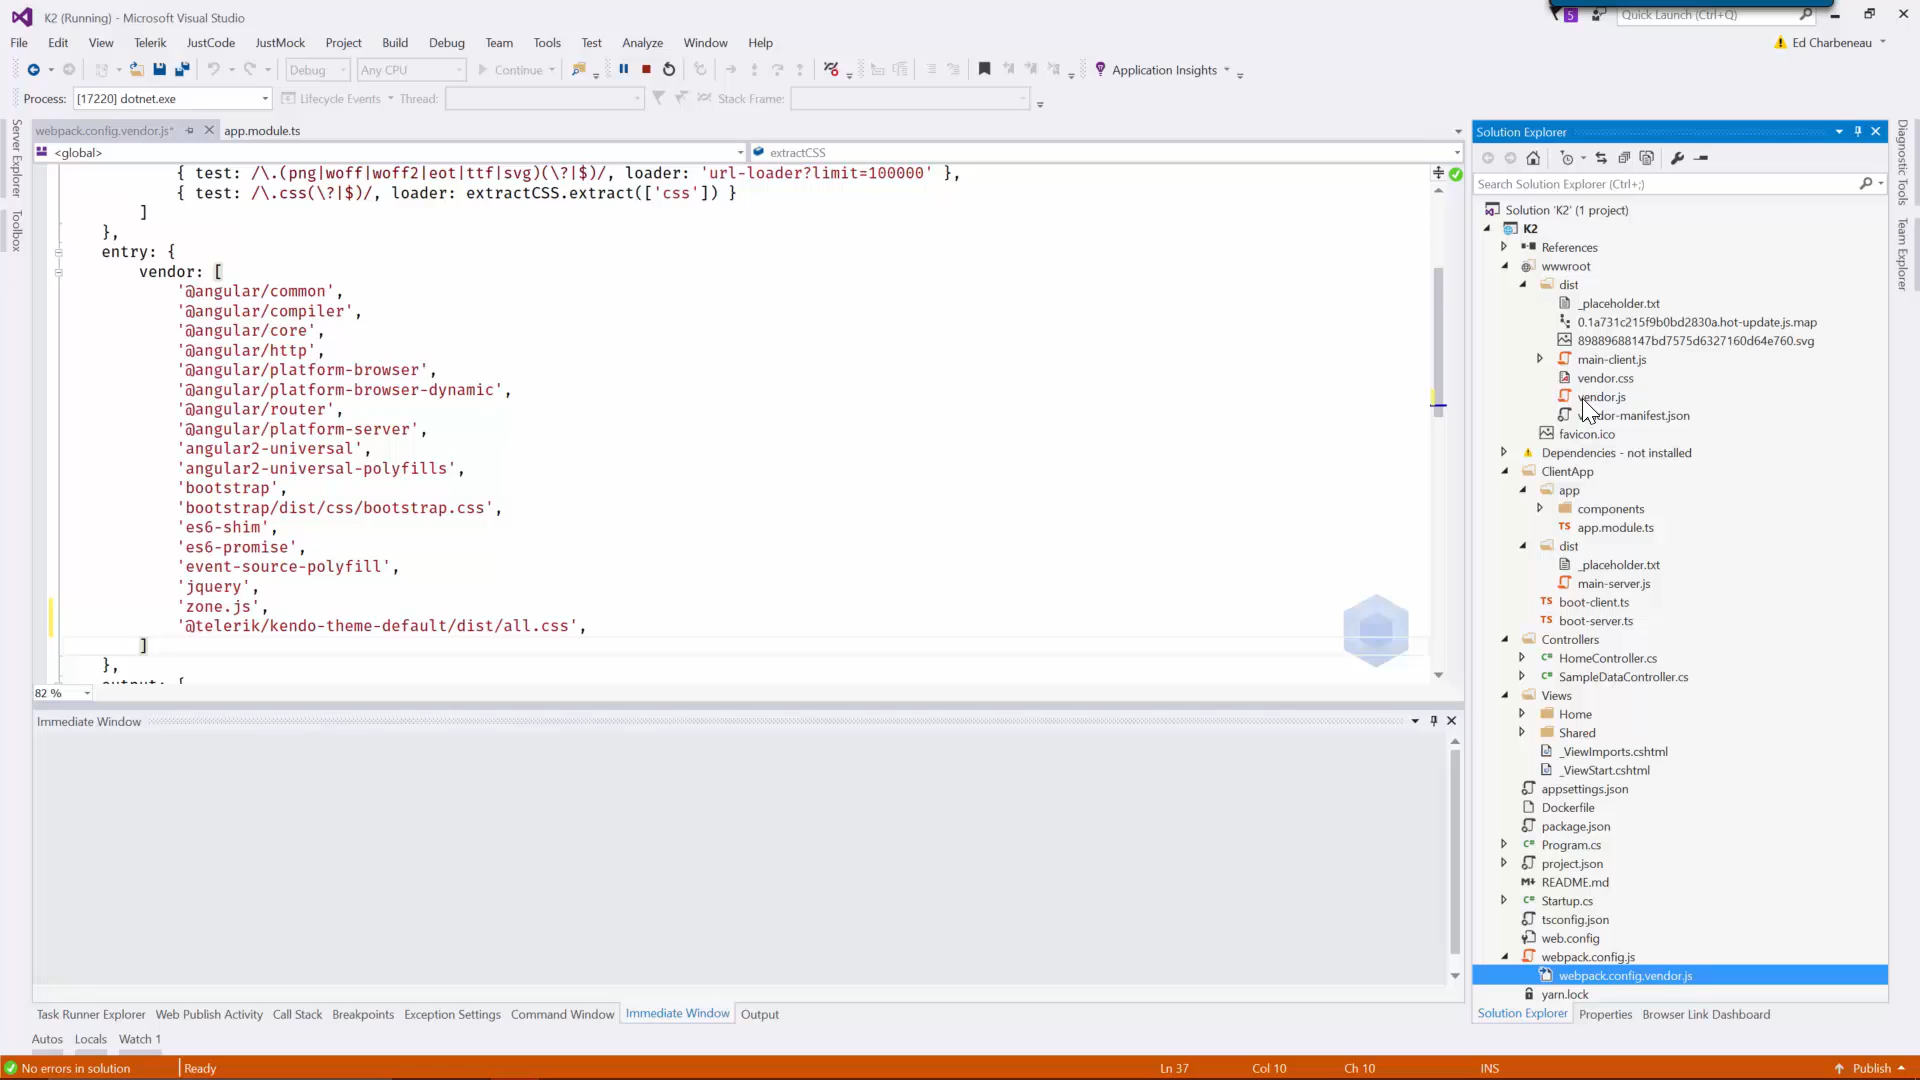 K2 (Running) - Microsoft Visual Studio
5
Quick Launch (Ctrl+Q)
File Edit View Telerik JustCode JustMock Project Build Debug Team Tools Test Analyze Window Help
Ed Charbeneau
Debug Any CPU Continue Application Insights
Process: [17220] dotnet.exe Lifecycle Events Thread: Stack Frame:
Server Explorer
Toolbox
webpack.config.vendor.js* app.module.ts
<global> extractCSS
{ test: /\.(png|woff|woff2|eot|ttf|svg)(\?|$)/, loader: 'url-loader?limit=100000' },
{ test: /\.css(\?|$)/, loader: extractCSS.extract(['css']) }
]
},
entry: {
vendor: [
'@angular/common',
'@angular/compiler',
'@angular/core',
'@angular/http',
'@angular/platform-browser',
'@angular/platform-browser-dynamic',
'@angular/router',
'@angular/platform-server',
'angular2-universal',
'angular2-universal-polyfills',
'bootstrap',
'bootstrap/dist/css/bootstrap.css',
'es6-shim',
'es6-promise',
'event-source-polyfill',
'jquery',
'zone.js',
'@telerik/kendo-theme-default/dist/all.css',
]
},
output: {
82 %
Immediate Window
Task Runner Explorer Web Publish Activity Call Stack Breakpoints Exception Settings Command Window Immediate Window Output
Autos Locals Watch 1
Solution Explorer
Search Solution Explorer (Ctrl+;)
Solution 'K2' (1 project)
K2
References
wwwroot
dist
_placeholder.txt
0.1a731c215f9b0bd2830a.hot-update.js.map
89889688147bd7575d6327160d64e760.svg
main-client.js
vendor.css
vendor.js
vendor-manifest.json
favicon.ico
Dependencies - not installed
ClientApp
app
components
app.module.ts
dist
_placeholder.txt
main-server.js
boot-client.ts
boot-server.ts
Controllers
HomeController.cs
SampleDataController.cs
Views
Home
Shared
_ViewImports.cshtml
_ViewStart.cshtml
appsettings.json
Dockerfile
package.json
Program.cs
project.json
README.md
Startup.cs
tsconfig.json
web.config
webpack.config.js
webpack.config.vendor.js
yarn.lock
Solution Explorer Properties Browser Link Dashboard
Diagnostic Tools
Team Explorer
No errors in solution Ready Ln 37 Col 10 Ch 10 INS Publish